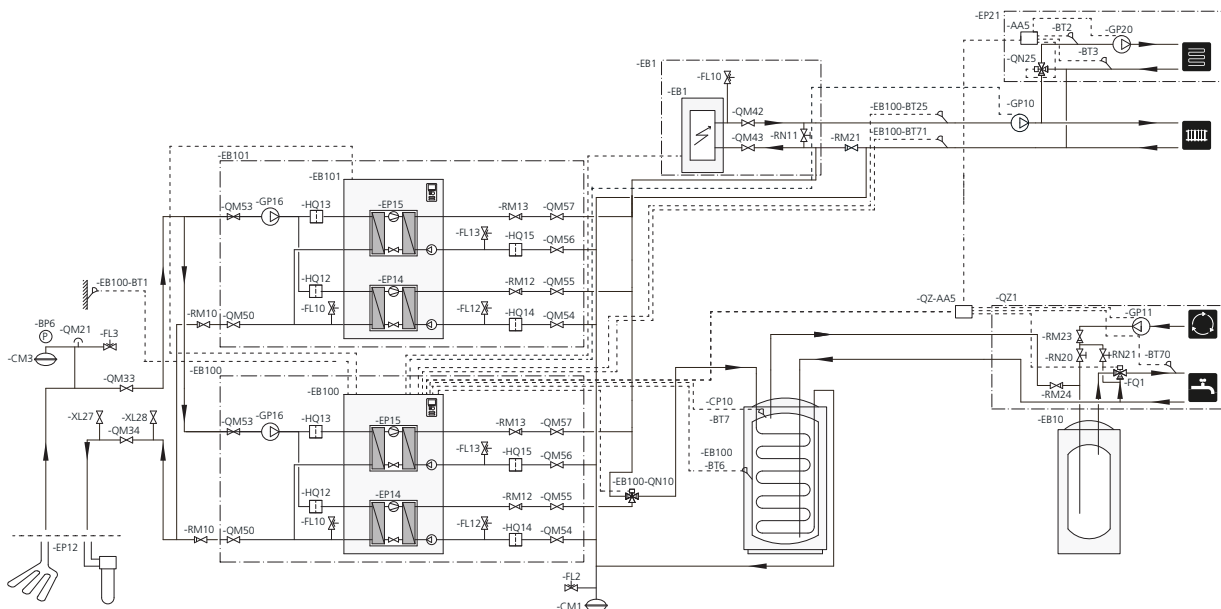 -EP21
-AA5
-BT2
-GP20
-BT3
-QN25
-EB1
-FL10
-EB1
-QM42
-EB100-BT25
-GP10
-QM43
-RN11
-RM21
-EB100-BT71
-EB101
-EB101
-QM53
-GP16
-HQ13
-EP15
-RM13
-QM57
-FL13
-HQ15
-QM56
-HQ12
-EP14
-RM12
-QM55
-FL10
-FL12
-RM10
-QM50
-HQ14
-QM54
-EB100-BT1
-BP6
P
-QM21
-FL3
-CM3
-QM33
-XL27
-XL28
-QM34
-EB100
-EB100
-QM53
-GP16
-HQ13
-EP15
-RM13
-QM57
-FL13
-HQ15
-QM56
-HQ12
-EP14
-RM12
-QM55
-FL10
-FL12
-RM10
-QM50
-HQ14
-QM54
-EP12
-EB100-QN10
-FL2
-CM1
-CP10
-BT7
-EB100
-BT6
-QZ-AA5
-QZ1
-GP11
-RM23
-RN20
-RN21
-BT70
-FQ1
-RM24
-EB10